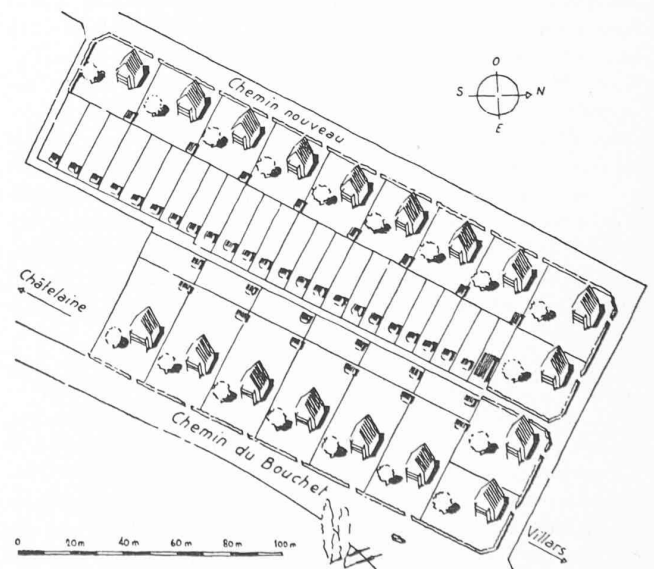 O
S N
E
Chemin nouveau
Châtelaine
Chemin du Bouchet
Villars
0 20m 40m 60m 80m 100m